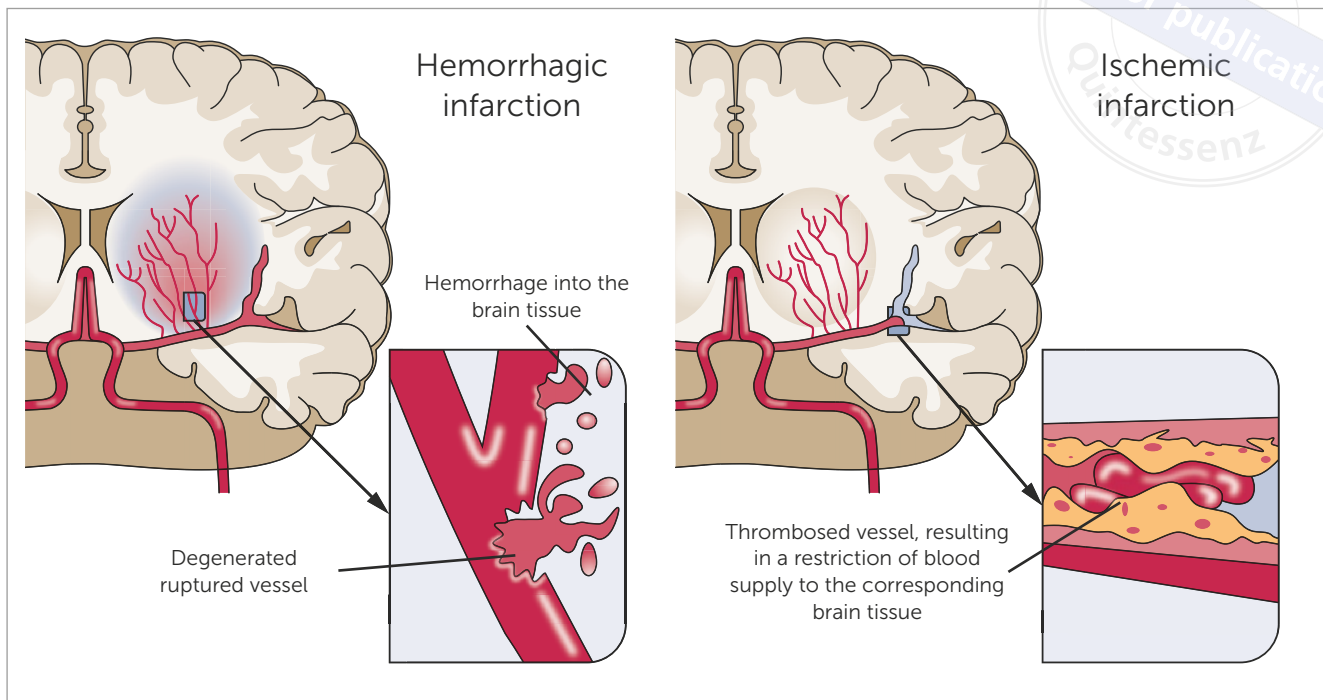 Hemorrhagic
infarction
Hemorrhage into the
brain tissue
Degenerated
ruptured vessel
Ischemic
infarction
Thrombosed vessel, resulting
in a restriction of blood
supply to the corresponding
brain tissue
publicatio
Quintessenz